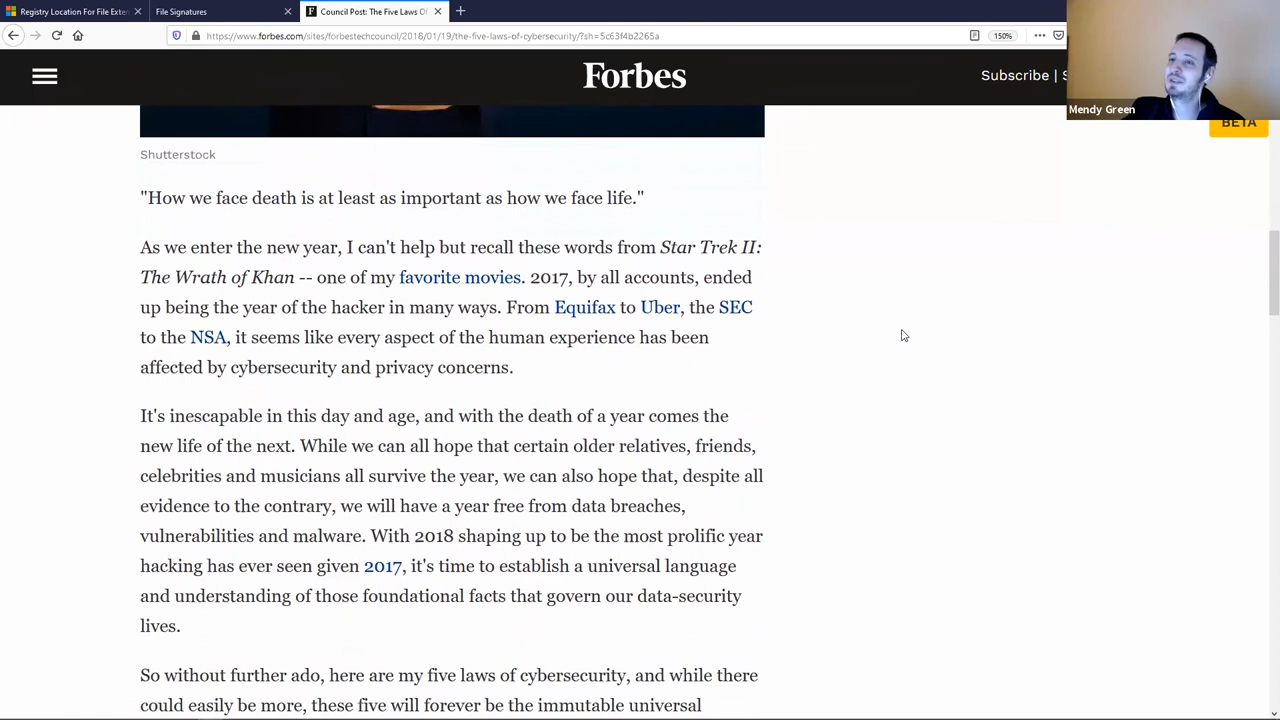 Registry Location For File Exten
File Signatures
Council Post: The Five Laws Of
https://www.forbes.com/sites/forbestechcouncil/2018/01/19/the-five-laws-of-cybersecurity/?sh=5c63f4b2265a
150%
Forbes
Subscribe |
Mendy Green
BETA
Shutterstock
"How we face death is at least as important as how we face life."
As we enter the new year, I can't help but recall these words from Star Trek II:
The Wrath of Khan -- one of my favorite movies. 2017, by all accounts, ended
up being the year of the hacker in many ways. From Equifax to Uber, the SEC
to the NSA, it seems like every aspect of the human experience has been
affected by cybersecurity and privacy concerns.
It's inescapable in this day and age, and with the death of a year comes the
new life of the next. While we can all hope that certain older relatives, friends,
celebrities and musicians all survive the year, we can also hope that, despite all
evidence to the contrary, we will have a year free from data breaches,
vulnerabilities and malware. With 2018 shaping up to be the most prolific year
hacking has ever seen given 2017, it's time to establish a universal language
and understanding of those foundational facts that govern our data-security
lives.
So without further ado, here are my five laws of cybersecurity, and while there
could easily be more, these five will forever be the immutable universal